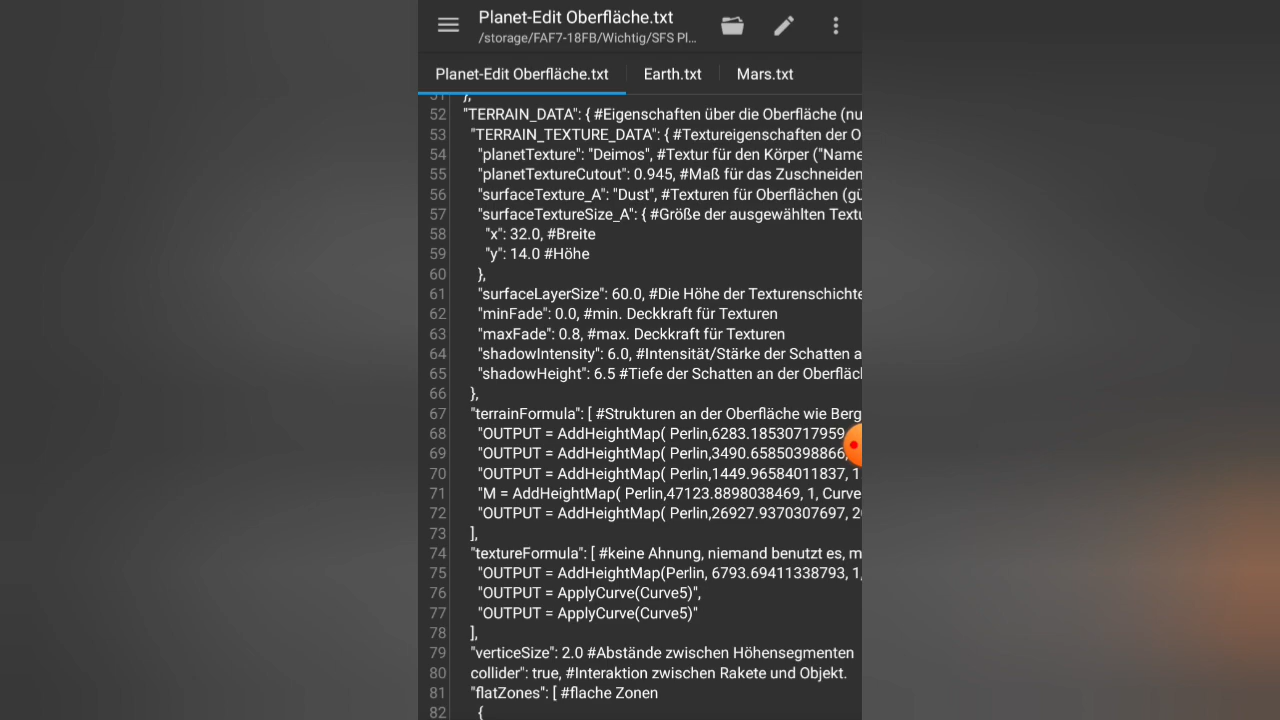 Planet-Edit Oberfläche.txt
/storage/FAF7-18FB/Wichtig/SFS Pl...
Planet-Edit Oberfläche.txt Earth.txt Mars.txt
51 },
52 "TERRAIN_DATA": { #Eigenschaften über die Oberfläche (nu
53 "TERRAIN_TEXTURE_DATA": { #Textureigenschaften der O
54 "planetTexture": "Deimos", #Textur für den Körper ("Name
55 "planetTextureCutout": 0.945, #Maß für das Zuschneiden
56 "surfaceTexture_A": "Dust", #Texturen für Oberflächen (gü
57 "surfaceTextureSize_A": { #Größe der ausgewählten Textu
58 "x": 32.0, #Breite
59 "y": 14.0 #Höhe
60 },
61 "surfaceLayerSize": 60.0, #Die Höhe der Texturenschichte
62 "minFade": 0.0, #min. Deckkraft für Texturen
63 "maxFade": 0.8, #max. Deckkraft für Texturen
64 "shadowIntensity": 6.0, #Intensität/Stärke der Schatten a
65 "shadowHeight": 6.5 #Tiefe der Schatten an der Oberfläc
66 },
67 "terrainFormula": [ #Strukturen an der Oberfläche wie Berg
68 "OUTPUT = AddHeightMap( Perlin,6283.18530717959
69 "OUTPUT = AddHeightMap( Perlin,3490.65850398866,
70 "OUTPUT = AddHeightMap( Perlin,1449.96584011837, 1
71 "M = AddHeightMap( Perlin,47123.8898038469, 1, Curve
72 "OUTPUT = AddHeightMap( Perlin,26927.9370307697, 2
73 ],
74 "textureFormula": [ #keine Ahnung, niemand benutzt es, m
75 "OUTPUT = AddHeightMap(Perlin, 6793.69411338793, 1,
76 "OUTPUT = ApplyCurve(Curve5)",
77 "OUTPUT = ApplyCurve(Curve5)"
78 ],
79 "verticeSize": 2.0 #Abstände zwischen Höhensegmenten
80 collider": true, #Interaktion zwischen Rakete und Objekt.
81 "flatZones": [ #flache Zonen
82 {